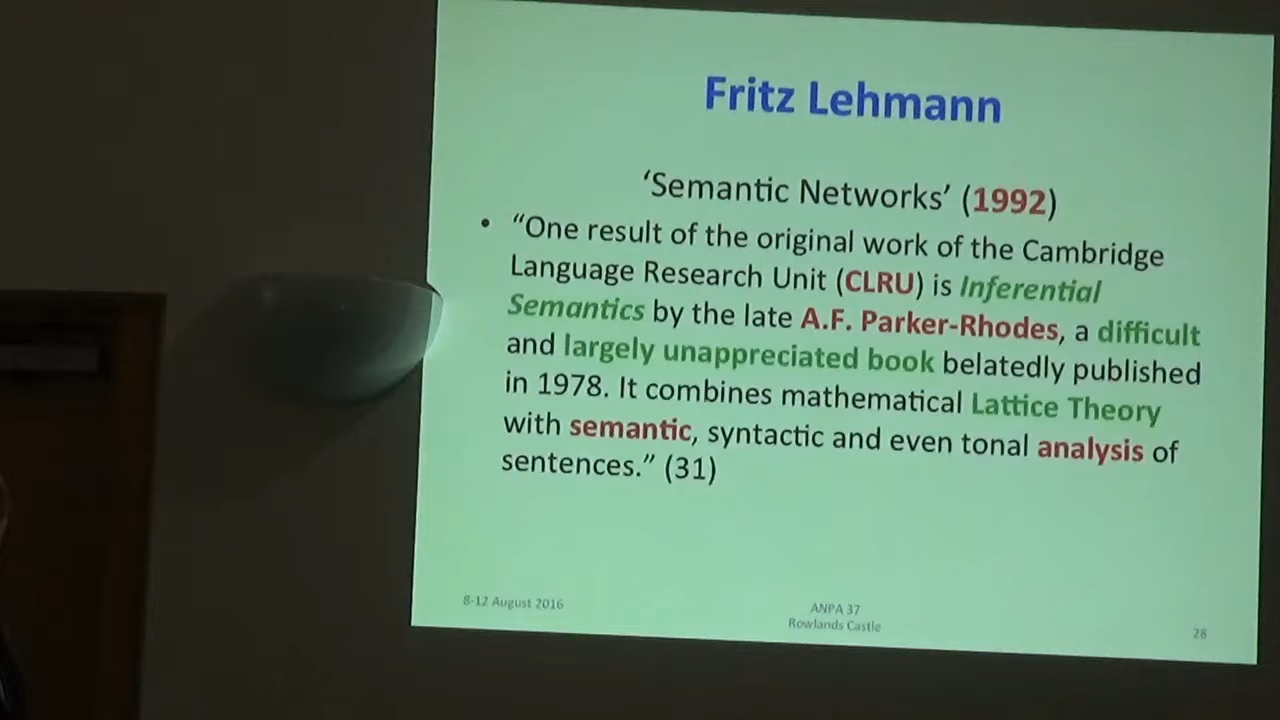 Fritz Lehmann
‘Semantic Networks’ (1992)
• “One result of the original work of the Cambridge
Language Research Unit (CLRU) is Inferential
Semantics by the late A.F. Parker-Rhodes, a difficult
and largely unappreciated book belatedly published
in 1978. It combines mathematical Lattice Theory
with semantic, syntactic and even tonal analysis of
sentences.” (31)
8-12 August 2016
ANPA 37
Rowlands Castle
28